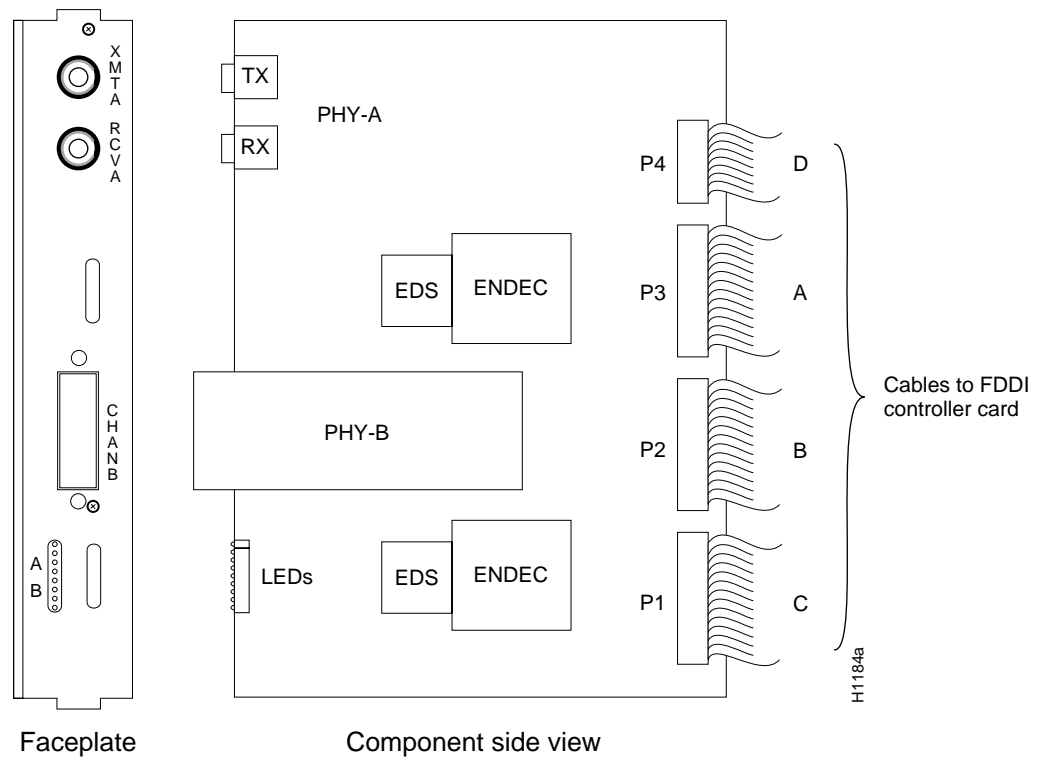 XMTA
RCVA
CHAN B
A
B
TX
RX
PHY-A
EDS
ENDEC
PHY-B
LEDs
EDS
ENDEC
P4
D
P3
A
P2
B
P1
C
Cables to FDDI
controller card
H1184a
Faceplate
Component side view